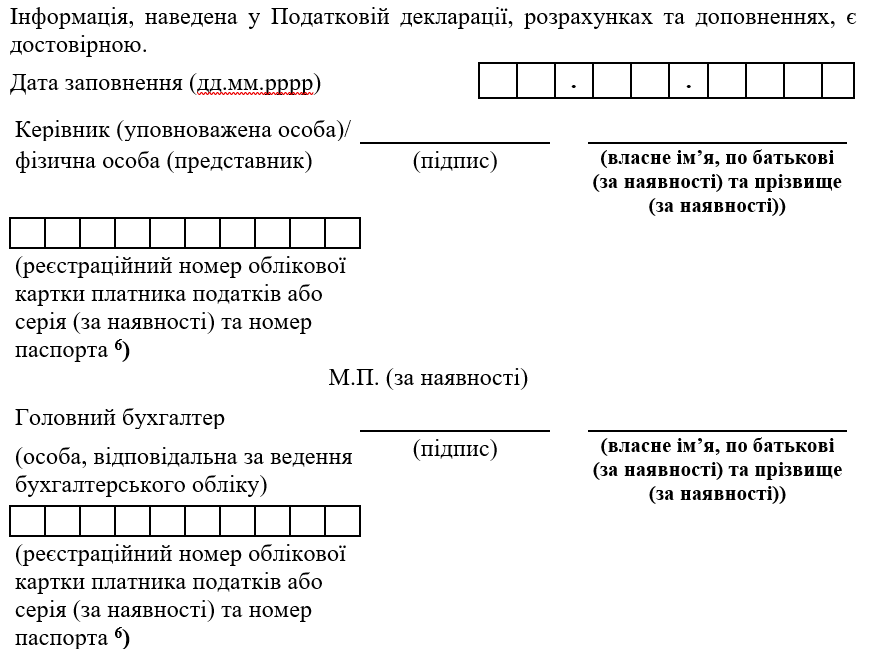 Інформація, наведена у Податковій декларації, розрахунках та доповненнях, є
достовірною.
Дата заповнення (дд.мм.рррр)
. .
Керівник (уповноважена особа)/
фізична особа (представник)
(підпис)
(власне ім’я, по батькові
(за наявності) та прізвище
(за наявності))
(реєстраційний номер облікової
картки платника податків або
серія (за наявності) та номер
паспорта ⁶)
М.П. (за наявності)
Головний бухгалтер
(особа, відповідальна за ведення
бухгалтерського обліку)
(підпис)
(власне ім’я, по батькові
(за наявності) та прізвище
(за наявності))
(реєстраційний номер облікової
картки платника податків або
серія (за наявності) та номер
паспорта ⁶)